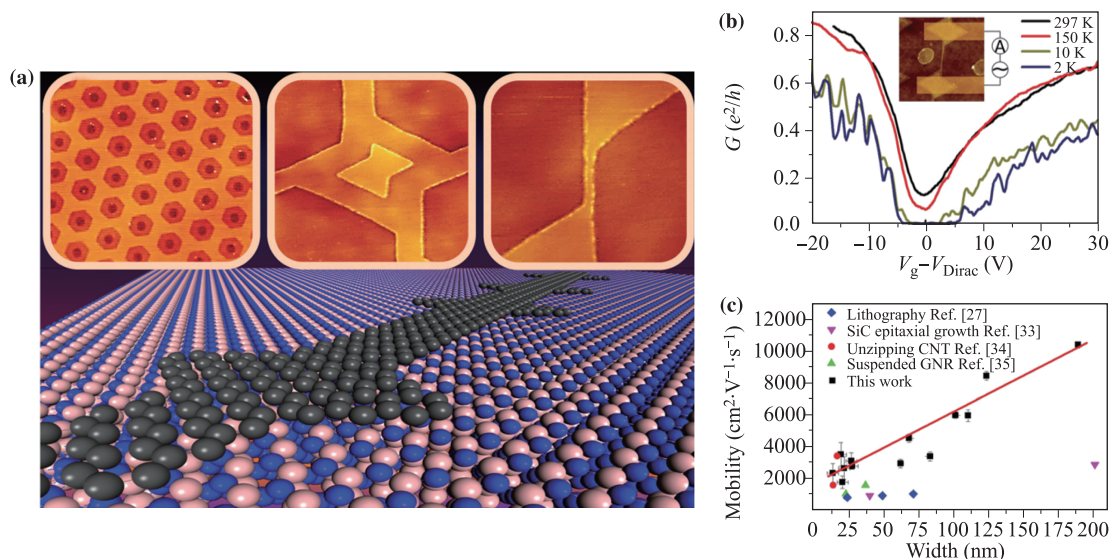 (a)
(b)
G (e²/h)
0.8
0.6
0.4
0.2
0.0
297 K
150 K
10 K
2 K
A
-20 -10 0 10 20 30
V_g−V_Dirac (V)
(c)
Mobility (cm²·V⁻¹·s⁻¹)
12000
10000
8000
6000
4000
2000
Lithography Ref. [27]
SiC epitaxial growth Ref. [33]
Unzipping CNT Ref. [34]
Suspended GNR Ref. [35]
This work
0 25 50 75 100 125 150 175 200
Width (nm)